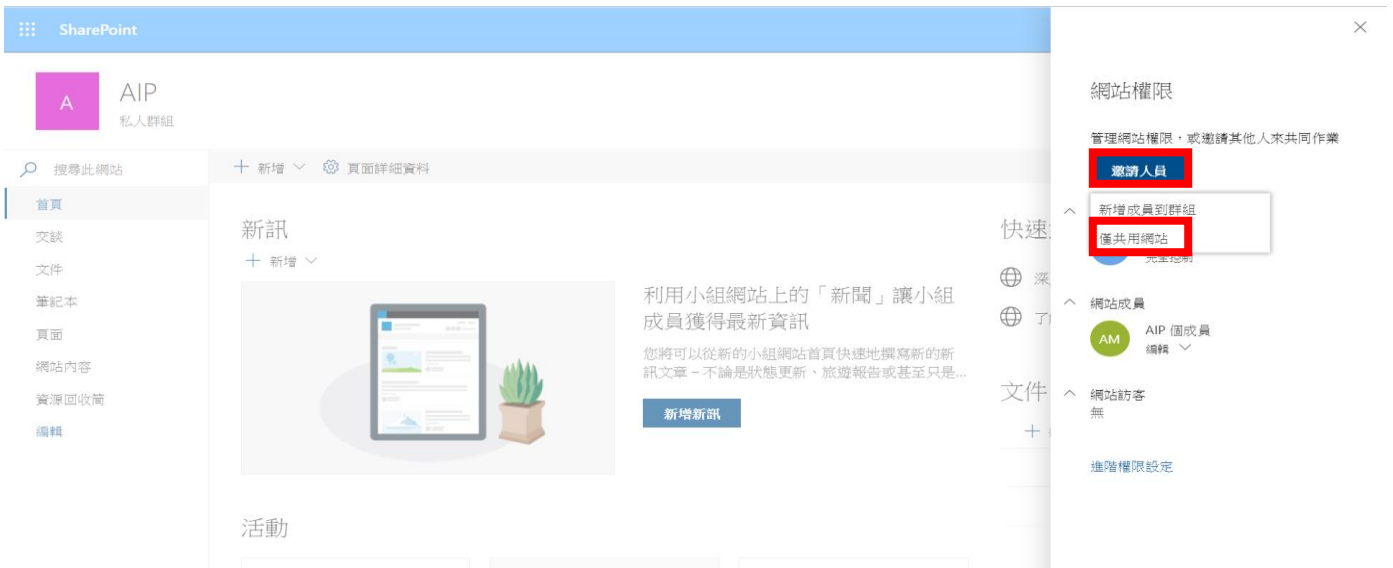 SharePoint
A
AIP
私人群組
搜尋此網站
首頁
交談
文件
筆記本
頁面
網站內容
資源回收筒
編輯
新增
頁面詳細資料
新訊
新增
利用小組網站上的「新聞」讓小組
成員獲得最新資訊
您將可以從新的小組網站首頁快速地撰寫新的新
訊文章 – 不論是狀態更新、旅遊報告或甚至只是...
新增新訊
活動
快速
深
了
文件
網站權限
管理網站權限，或邀請其他人來共同作業
邀請人員
新增成員到群組
僅共用網站
完全控制
網站成員
AM
AIP 個成員
編輯
網站訪客
無
進階權限設定